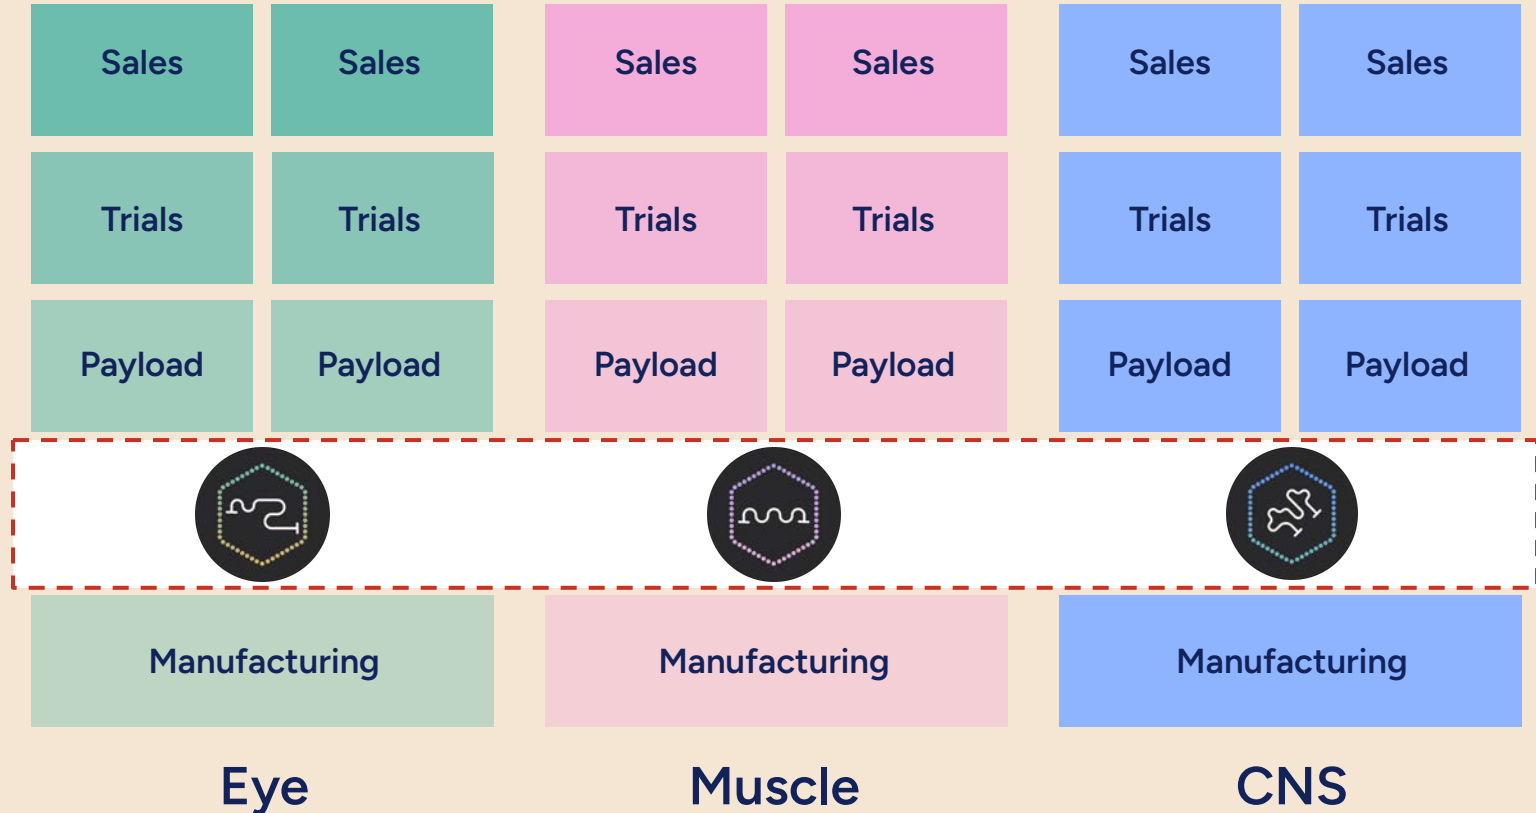 Sales Sales Sales Sales Sales Sales
Trials Trials Trials Trials Trials Trials
Payload Payload Payload Payload Payload Payload
Manufacturing Manufacturing Manufacturing
Eye Muscle CNS